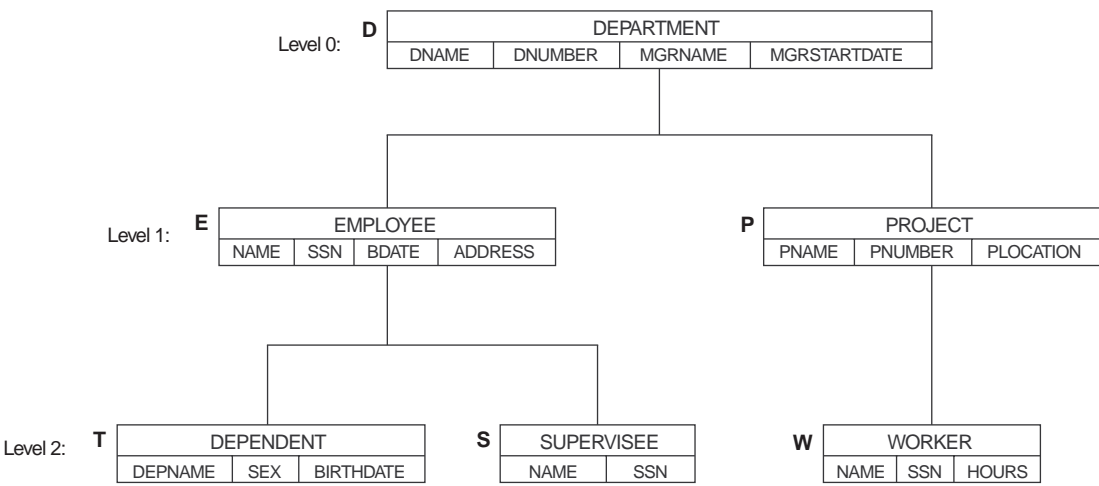 Level 0: D DEPARTMENT
DNAME DNUMBER MGRNAME MGRSTARTDATE
Level 1: E EMPLOYEE P PROJECT
NAME SSN BDATE ADDRESS PNAME PNUMBER PLOCATION
Level 2: T DEPENDENT S SUPERVISEE W WORKER
DEPNAME SEX BIRTHDATE NAME SSN NAME SSN HOURS